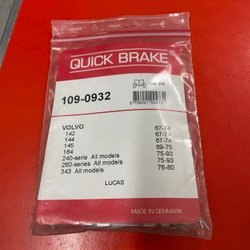 QUICK BRAKE®
109-0932
VOLVO
142 67-74
144 67-74
145 67-74
164 69-75
240-serie All models 75-93
260-series All models 75-93
343 All models 76-80
LUCAS
MADE IN DENMARK